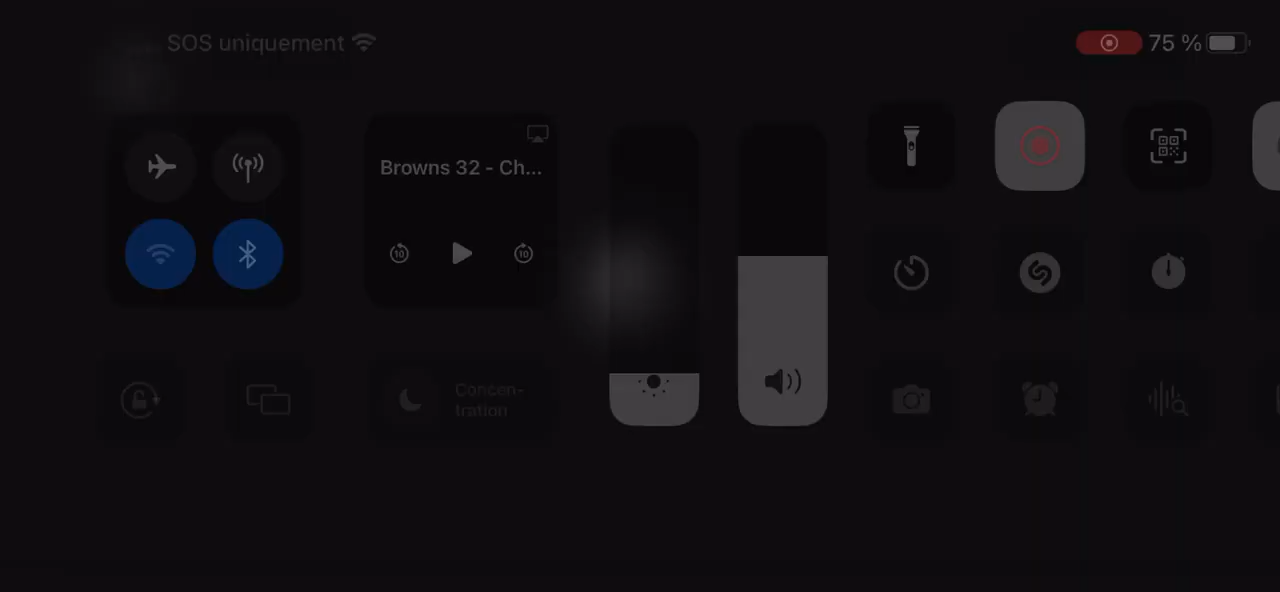 SOS uniquement
75 %
Browns 32 - Ch...
10
10
Concen-
tration